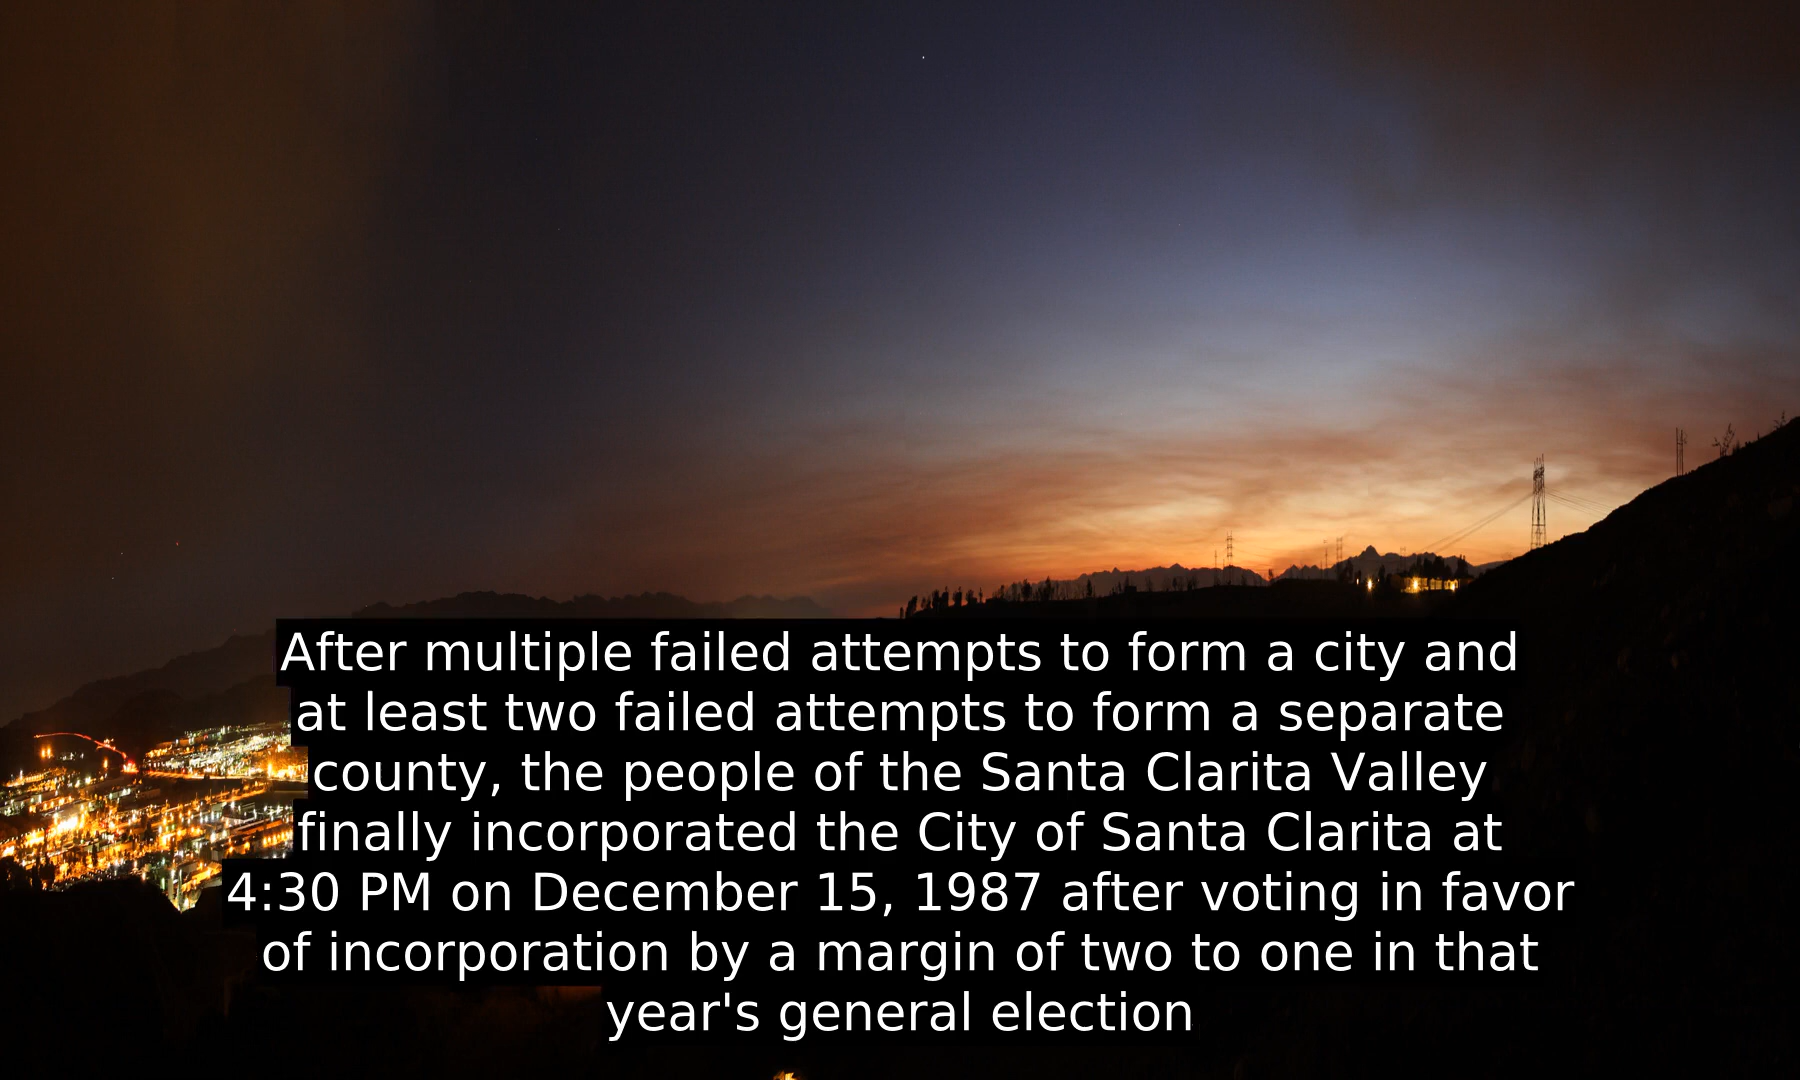 After multiple failed attempts to form a city and
at least two failed attempts to form a separate
county, the people of the Santa Clarita Valley
finally incorporated the City of Santa Clarita at
4:30 PM on December 15, 1987 after voting in favor
of incorporation by a margin of two to one in that
year's general election